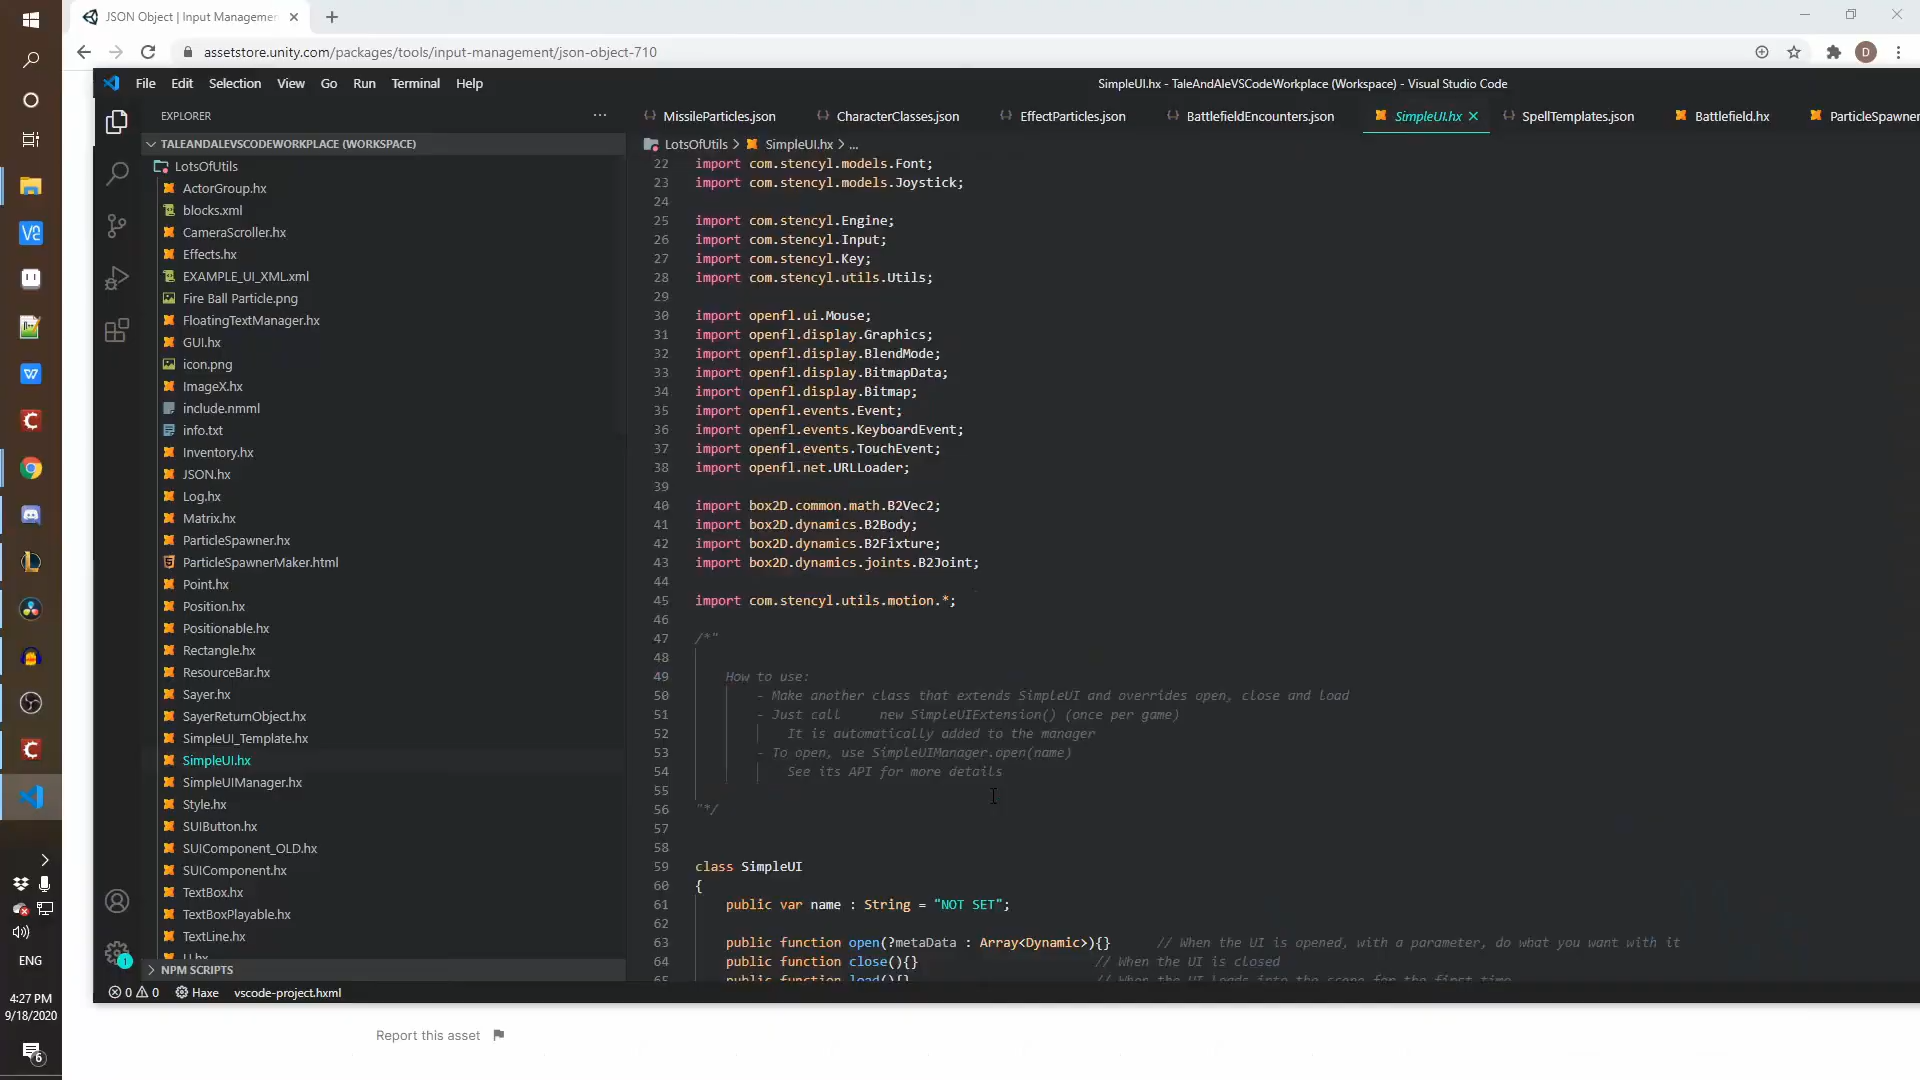 JSON Object | Input Managemen
assetstore.unity.com/packages/tools/input-management/json-object-710
D
File Edit Selection View Go Run Terminal Help
SimpleUI.hx - TaleAndAleVSCodeWorkplace (Workspace) - Visual Studio Code
EXPLORER
MissileParticles.json CharacterClasses.json EffectParticles.json BattlefieldEncounters.json SimpleUI.hx SpellTemplates.json Battlefield.hx ParticleSpawner
TALEANDALEVSCODEWORKPLACE (WORKSPACE)
LotsOfUtils
ActorGroup.hx
blocks.xml
CameraScroller.hx
Effects.hx
EXAMPLE_UI_XML.xml
Fire Ball Particle.png
FloatingTextManager.hx
GUI.hx
icon.png
ImageX.hx
include.nmml
info.txt
Inventory.hx
JSON.hx
Log.hx
Matrix.hx
ParticleSpawner.hx
ParticleSpawnerMaker.html
Point.hx
Position.hx
Positionable.hx
Rectangle.hx
ResourceBar.hx
Sayer.hx
SayerReturnObject.hx
SimpleUI_Template.hx
SimpleUI.hx
SimpleUIManager.hx
Style.hx
SUIButton.hx
SUIComponent_OLD.hx
SUIComponent.hx
TextBox.hx
TextBoxPlayable.hx
TextLine.hx
U.hx
NPM SCRIPTS
LotsOfUtils > SimpleUI.hx > ...
22 import com.stencyl.models.Font;
23 import com.stencyl.models.Joystick;
24
25 import com.stencyl.Engine;
26 import com.stencyl.Input;
27 import com.stencyl.Key;
28 import com.stencyl.utils.Utils;
29
30 import openfl.ui.Mouse;
31 import openfl.display.Graphics;
32 import openfl.display.BlendMode;
33 import openfl.display.BitmapData;
34 import openfl.display.Bitmap;
35 import openfl.events.Event;
36 import openfl.events.KeyboardEvent;
37 import openfl.events.TouchEvent;
38 import openfl.net.URLLoader;
39
40 import box2D.common.math.B2Vec2;
41 import box2D.dynamics.B2Body;
42 import box2D.dynamics.B2Fixture;
43 import box2D.dynamics.joints.B2Joint;
44
45 import com.stencyl.utils.motion.*;
46
47 /*"
48
49 How to use:
50 - Make another class that extends SimpleUI and overrides open, close and load
51 - Just call new SimpleUIExtension() (once per game)
52 It is automatically added to the manager
53 - To open, use SimpleUIManager.open(name)
54 See its API for more details
55
56 "*/
57
58
59 class SimpleUI
60 {
61 public var name : String = "NOT SET";
62
63 public function open(?metaData : Array<Dynamic>){} // When the UI is opened, with a parameter, do what you want with it
64 public function close(){} // When the UI is closed
65 public function load(){} // When the UI loads into the scene for the first time
0 0 Haxe vscode-project.hxml
1
Report this asset
ENG
4:27 PM
9/18/2020
6